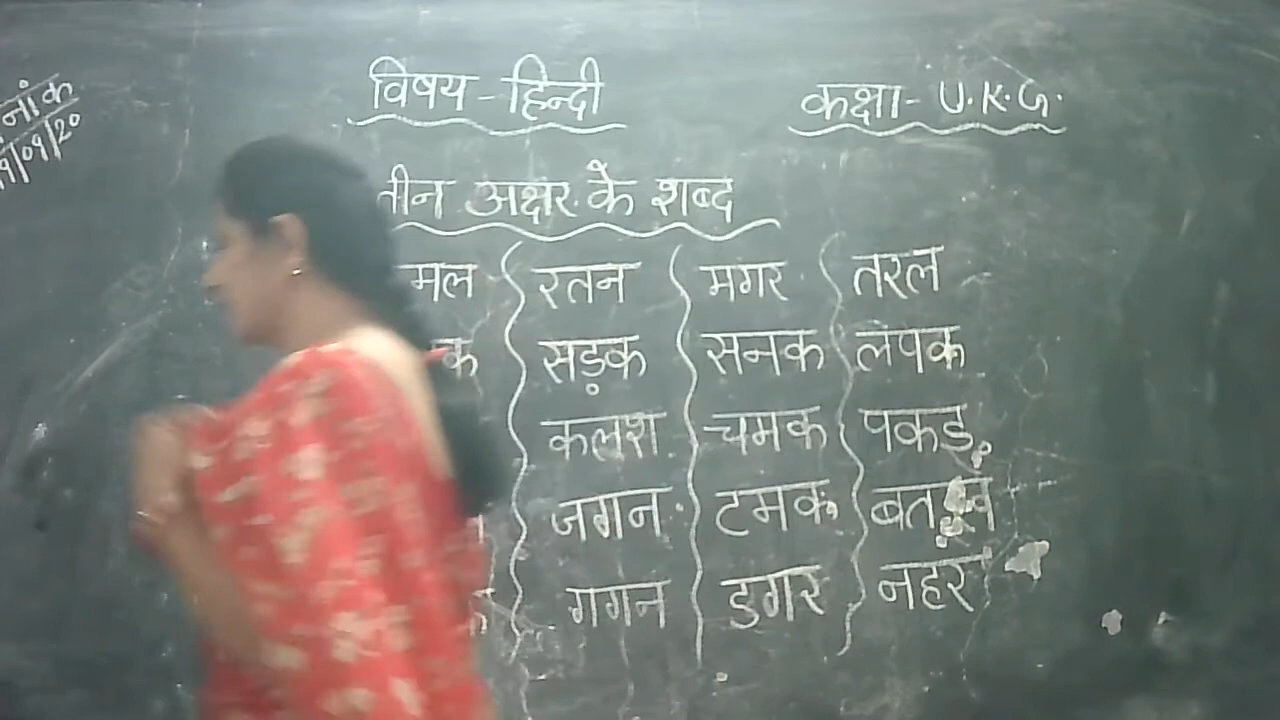 विषय - हिन्दी कक्षा - U.K.G.
तीन अक्षर के शब्द
मल रतन मगर तरल
क सड़क सनक लपक
कलश चमक पकड़
जगन टमक बतख
गगन डगर नहर